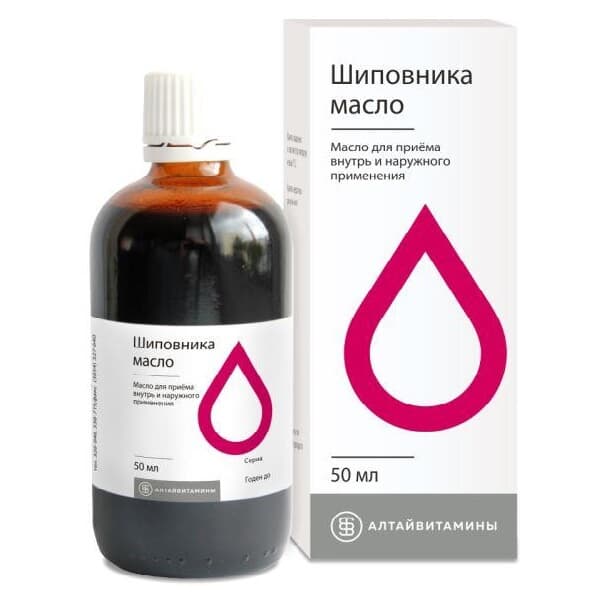 Шиповника
масло
Масло для приёма
внутрь и наружного
применения
50 мл
АЛТАЙВИТАМИНЫ
Шиповника
масло
Масло для приёма
внутрь и наружного
применения
Серия
50 мл
Годен до
АЛТАЙВИТАМИНЫ